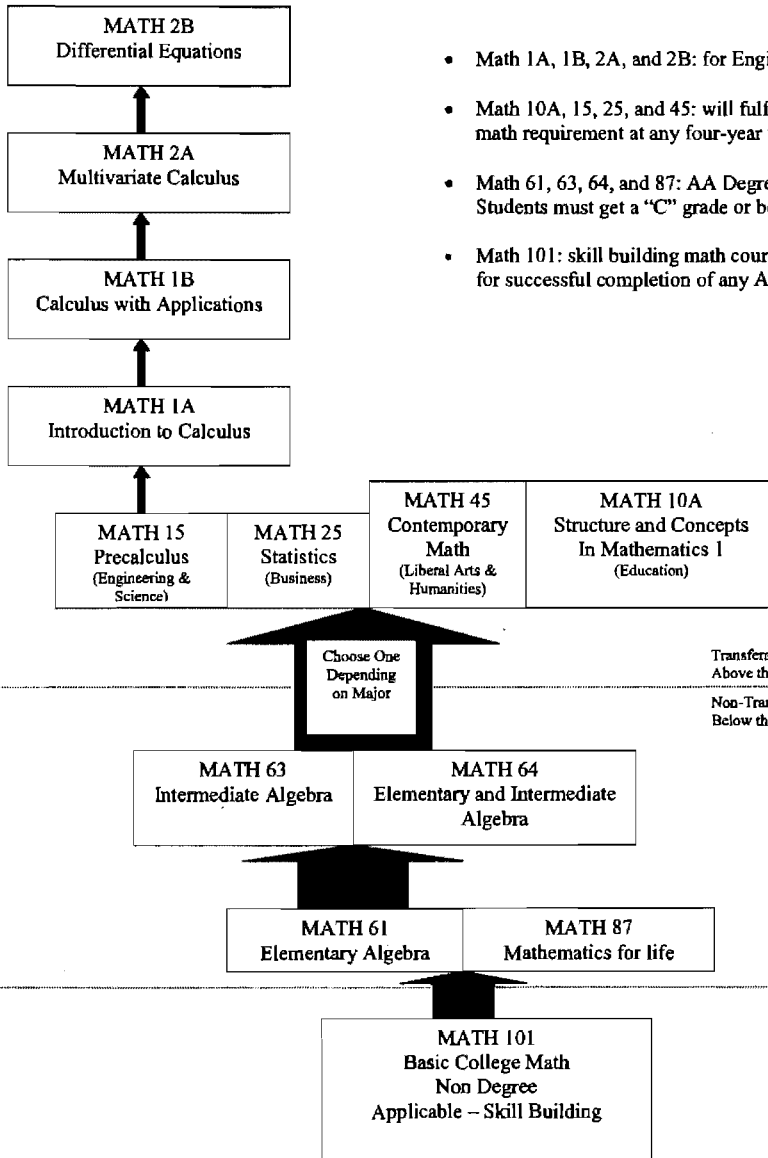 MATH 2B
Differential Equations
MATH 2A
Multivariate Calculus
MATH 1B
Calculus with Applications
MATH 1A
Introduction to Calculus
• Math 1A, 1B, 2A, and 2B: for Engi
• Math 10A, 15, 25, and 45: will fulf
math requirement at any four-year
• Math 61, 63, 64, and 87: AA Degre
Students must get a “C” grade or be
• Math 101: skill building math cour
for successful completion of any A
MATH 15
Precalculus
(Engineering &
Science)
MATH 25
Statistics
(Business)
MATH 45
Contemporary
Math
(Liberal Arts &
Humanities)
MATH 10A
Structure and Concepts
In Mathematics 1
(Education)
Choose One
Depending
on Major
Transferr
Above th
Non-Tran
Below th
MATH 63
Intermediate Algebra
MATH 64
Elementary and Intermediate
Algebra
MATH 61
Elementary Algebra
MATH 87
Mathematics for life
MATH 101
Basic College Math
Non Degree
Applicable – Skill Building